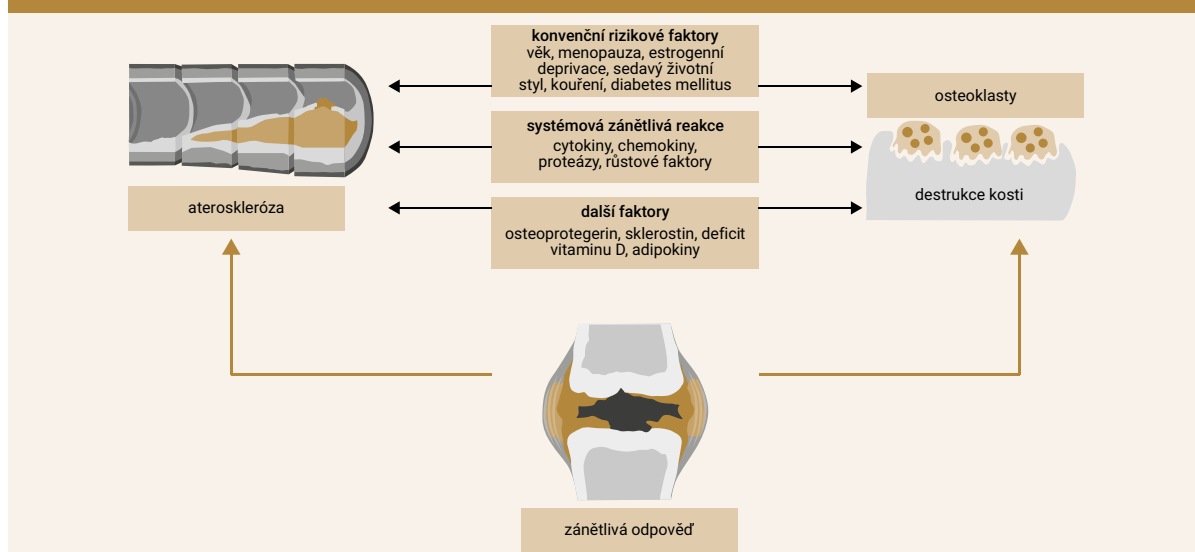 konvenční rizikové faktory
věk, menopauza, estrogenní
deprivace, sedavý životní
styl, kouření, diabetes mellitus
osteoklasty
systémová zánětlivá reakce
cytokiny, chemokiny,
proteázy, růstové faktory
ateroskleróza
destrukce kosti
další faktory
osteoprotegerin, sklerostin, deficit
vitaminu D, adipokiny
zánětlivá odpověď